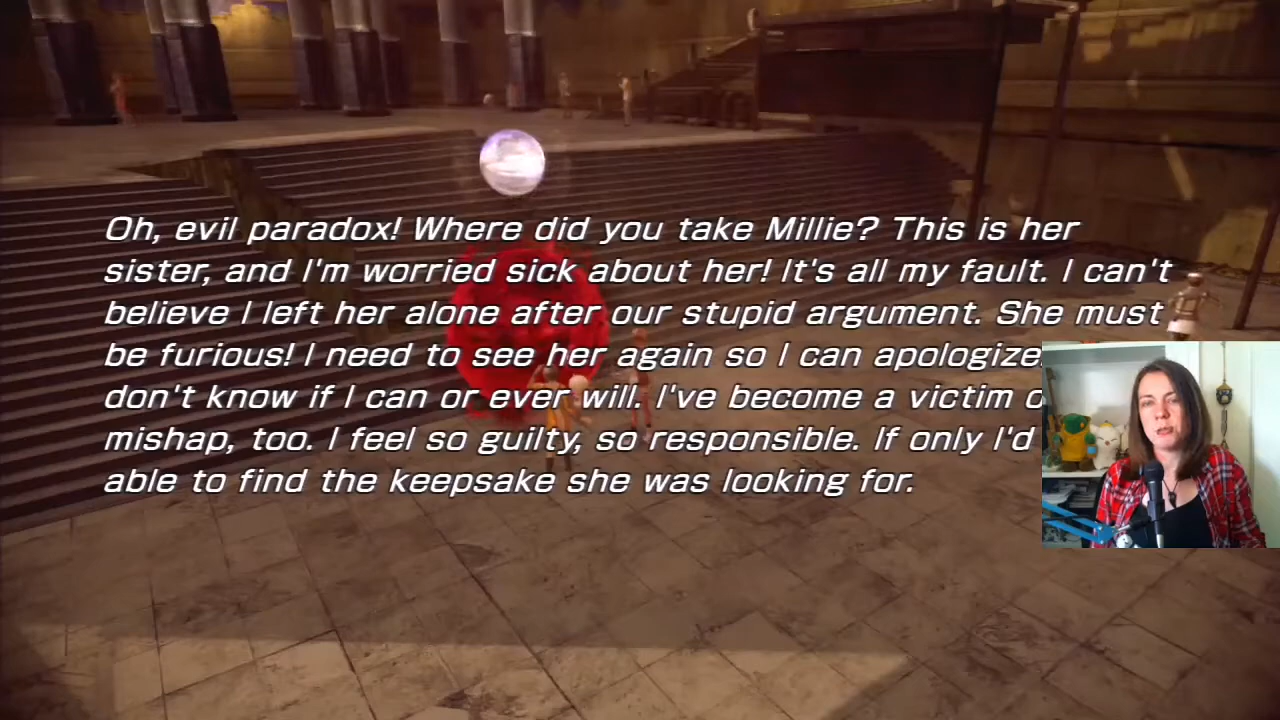 Oh, evil paradox! Where did you take Millie? This is her
sister, and I'm worried sick about her! It's all my fault. I can't
believe I left her alone after our stupid argument. She must
be furious! I need to see her again so I can apologize.
don't know if I can or ever will. I've become a victim
mishap, too. I feel so guilty, so responsible. If only I'd
able to find the keepsake she was looking for.